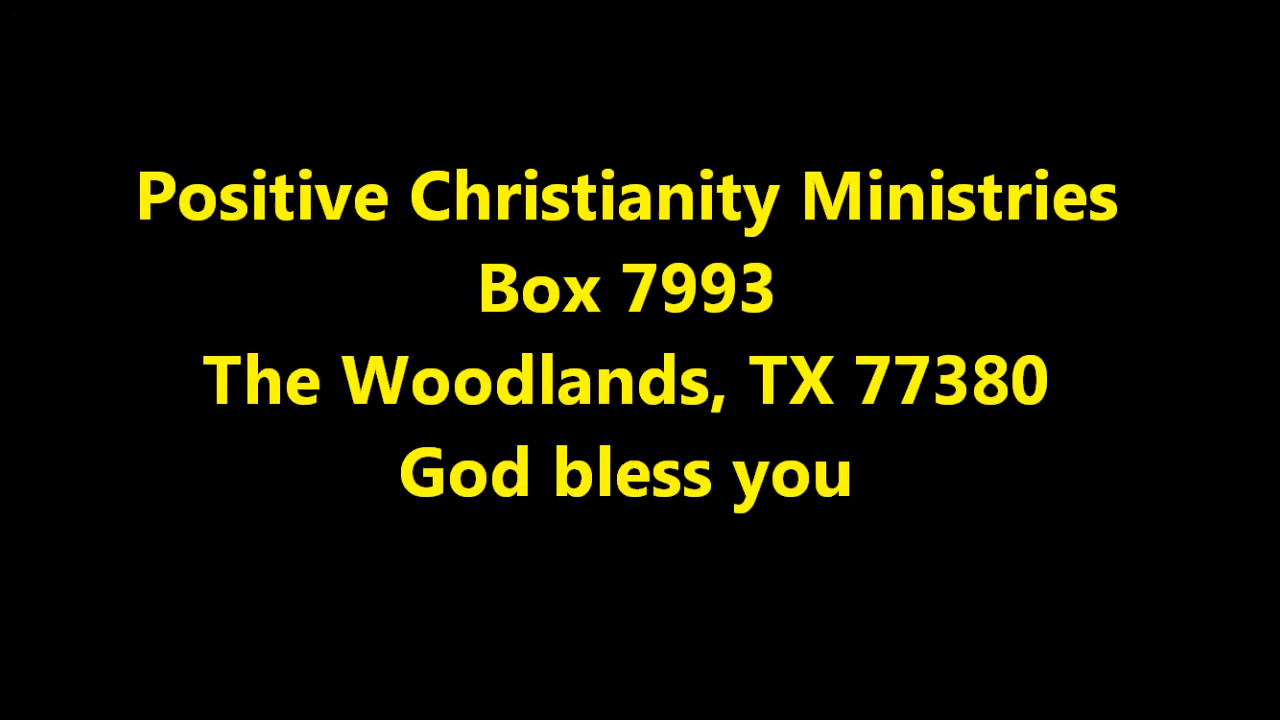 Positive Christianity Ministries
Box 7993
The Woodlands, TX 77380
God bless you